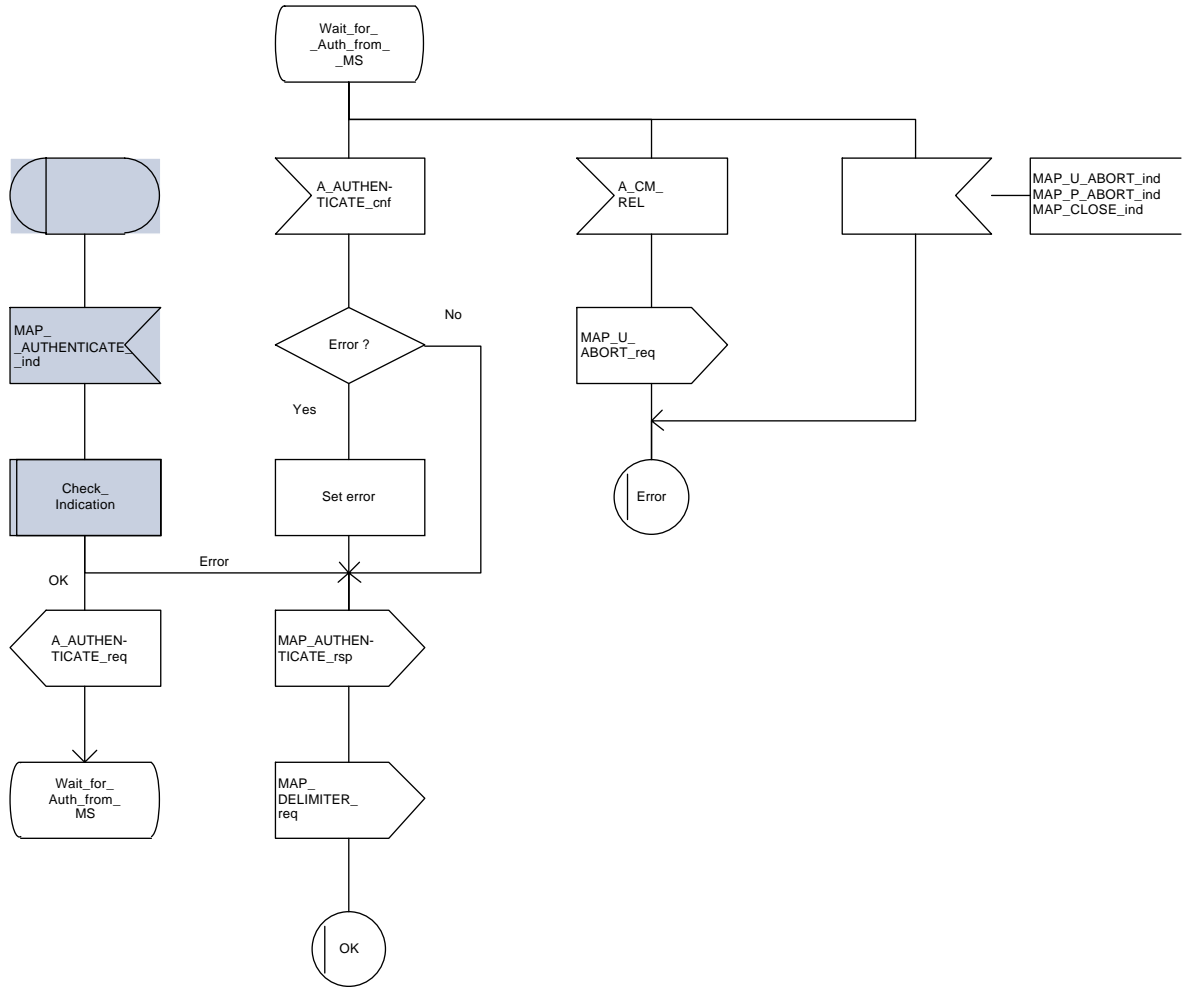 Wait_for_
_Auth_from_
_MS
A_AUTHEN-
TICATE_cnf
A_CM_
REL
MAP_U_ABORT_ind
MAP_P_ABORT_ind
MAP_CLOSE_ind
MAP_
_AUTHENTICATE_
_ind
Error ?
No
Yes
MAP_U_
ABORT_req
Check_
Indication
Set error
Error
Error
OK
A_AUTHEN-
TICATE_req
MAP_AUTHEN-
TICATE_rsp
Wait_for_
Auth_from_
MS
MAP_
DELIMITER_
req
OK